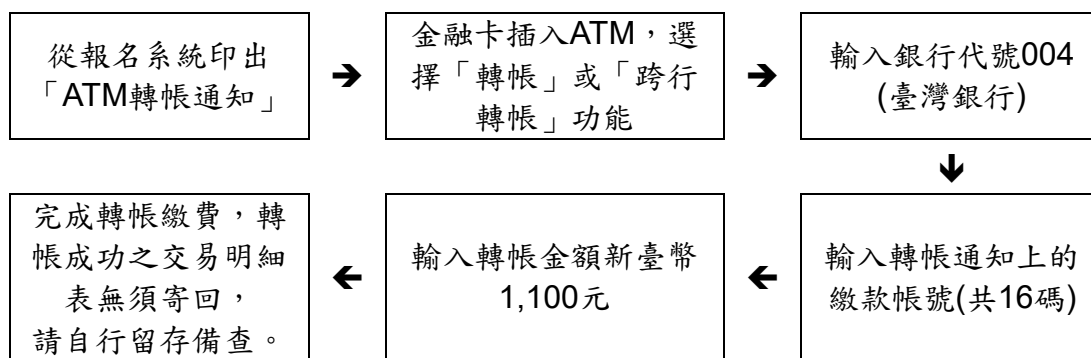 從報名系統印出
「ATM轉帳通知」
金融卡插入ATM，選
擇「轉帳」或「跨行
轉帳」功能
輸入銀行代號004
(臺灣銀行)
輸入轉帳通知上的
繳款帳號(共16碼)
輸入轉帳金額新臺幣
1,100元
完成轉帳繳費，轉
帳成功之交易明細
表無須寄回，
請自行留存備查。